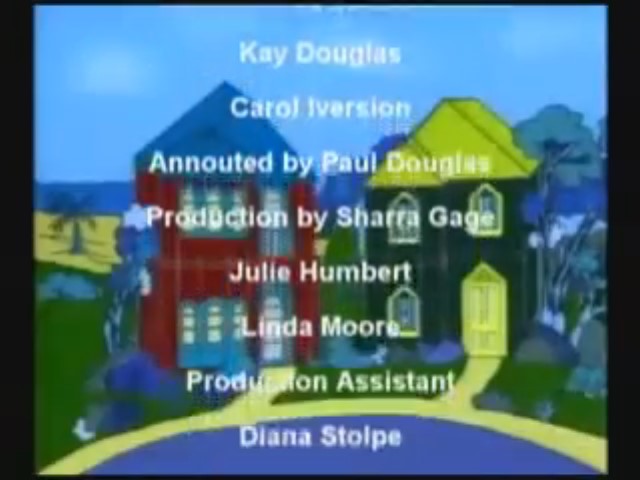 Kay Douglas
Carol Iversion
Annouted by Paul Douglas
Production by Sharra Gage
Julie Humbert
Linda Moore
Production Assistant
Diana Stolpe